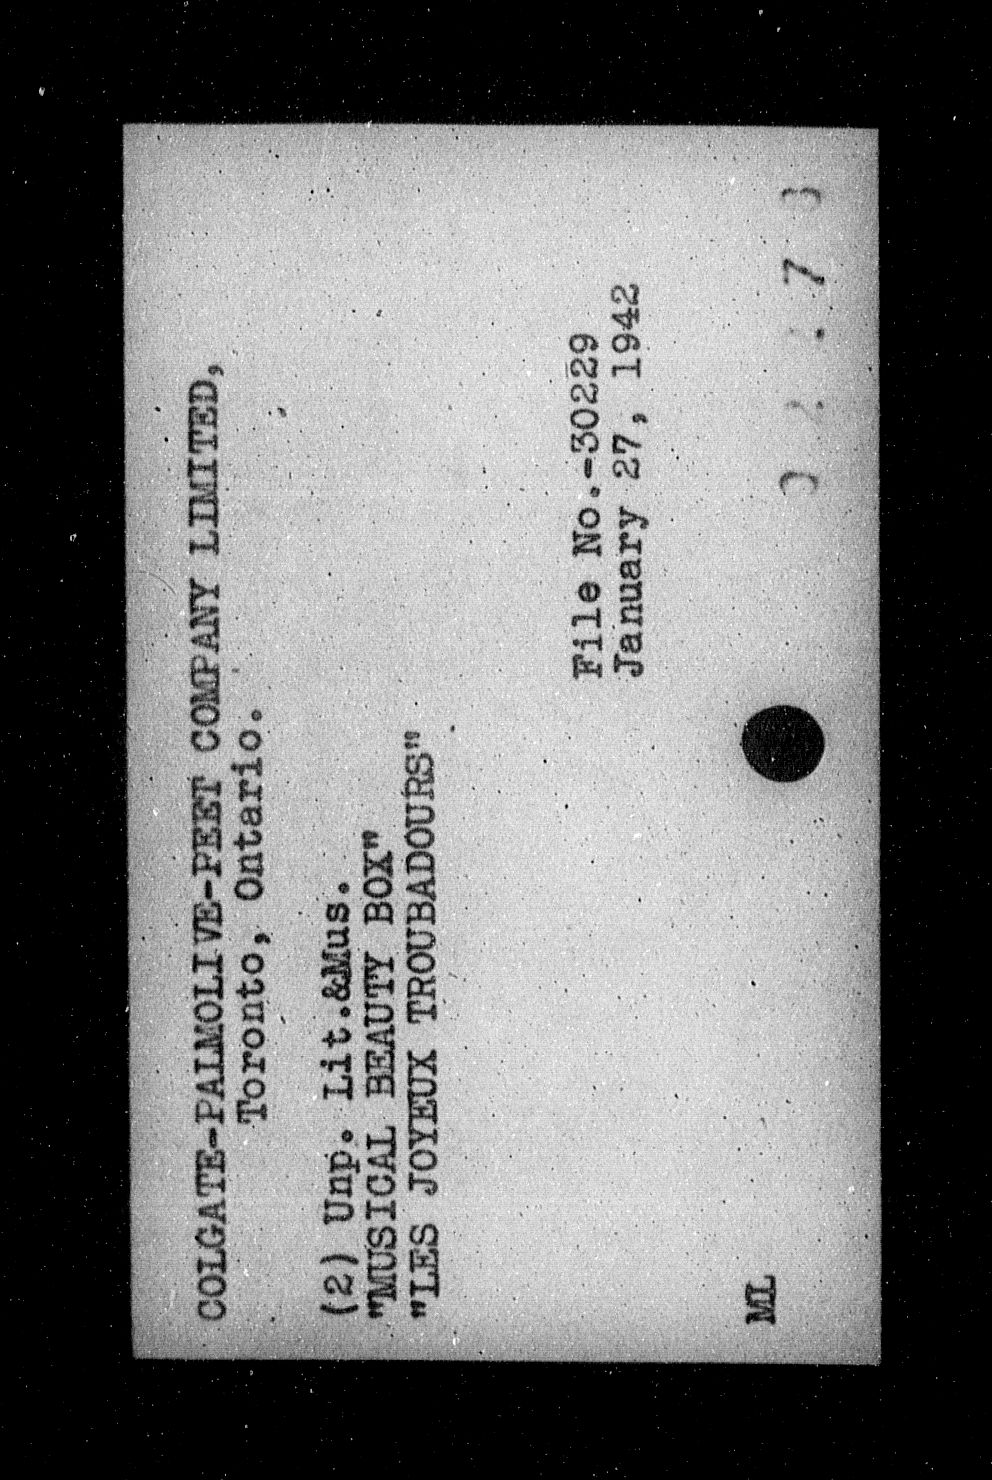 COLGATE-PALMOLIVE-PEET COMPANY LIMITED,
Toronto, Ontario.
(2) Unp. Lit.&Mus.
"MUSICAL BEAUTY BOX"
"LES JOYEUX TROUBADOURS"
File No.-30229
January 27, 1942
ML